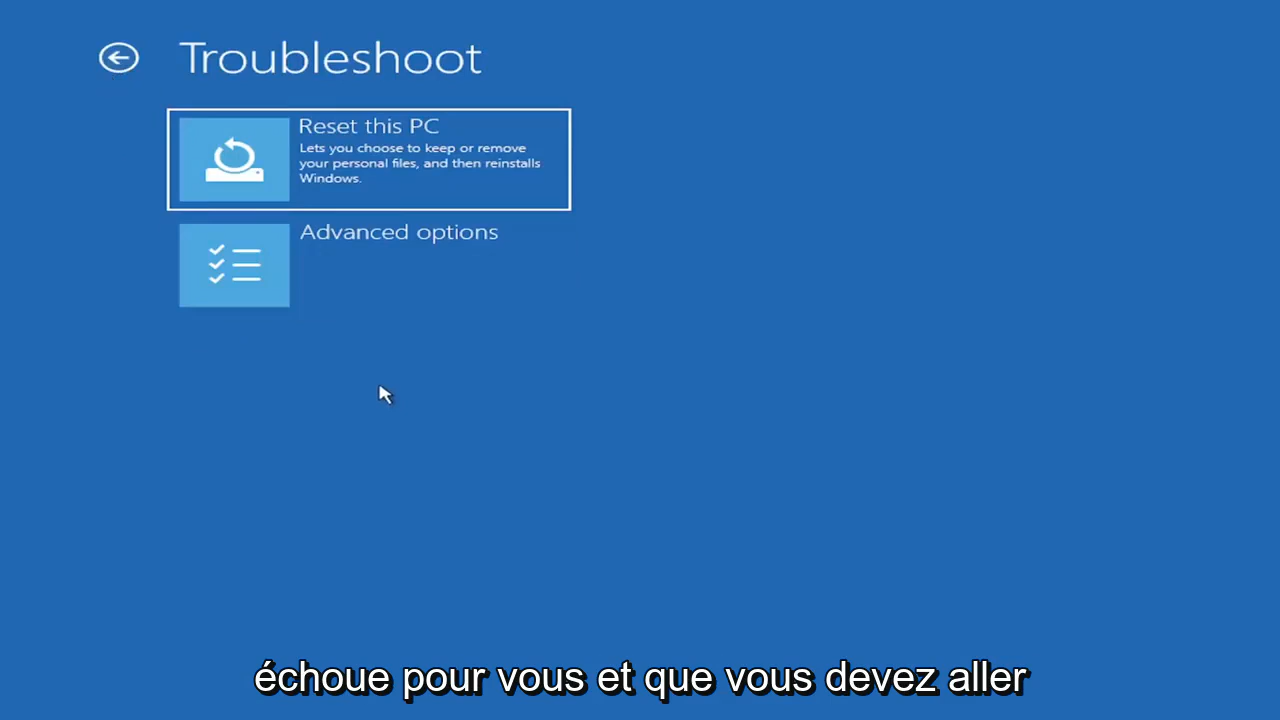 Troubleshoot
Reset this PC
Lets you choose to keep or remove
your personal files, and then reinstalls
Windows.
Advanced options
échoue pour vous et que vous devez aller